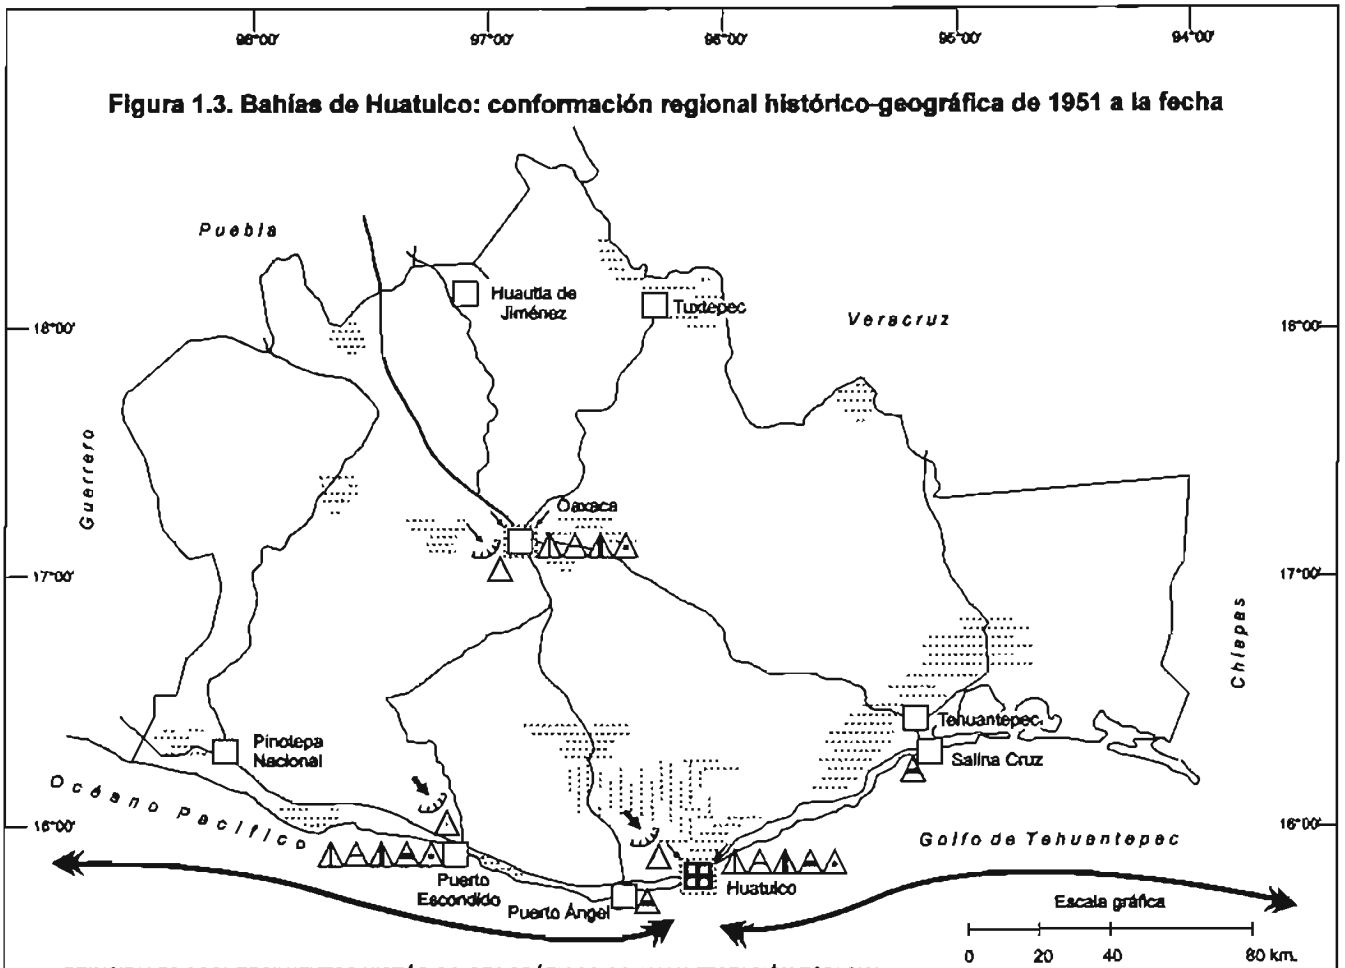 98°00'
97°00'
96°00'
95°00'
94°00'
Figura 1.3. Bahías de Huatulco: conformación regional histórico-geográfica de 1951 a la fecha
Puebla
Huautla de
Jiménez
Tuxtepec
Veracruz
18°00'
18°00'
Guerrero
Oaxaca
17°00'
17°00'
Chiapas
Tehuantepec
Salina Cruz
Pinotepa
Nacional
Océano Pacífico
16°00'
16°00'
Golfo de Tehuantepec
Puerto
Escondido
Puerto Ángel
Huatulco
Escala gráfica
0 20 40 80 km.